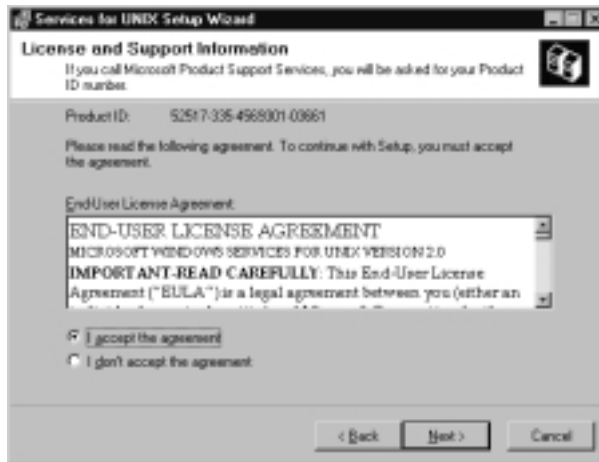 Services for UNIX Setup Wizard
License and Support Information
If you call Microsoft Product Support Services, you will be asked for your Product
ID number.
Product ID: 52517-335-4569301-03661
Please read the following agreement. To continue with Setup, you must accept
the agreement.
End-User License Agreement
END-USER LICENSE AGREEMENT
MICROSOFT WINDOWS SERVICES FOR UNIX VERSION 2.0
IMPORTANT-READ CAREFULLY: This End-User License
Agreement ("EULA") is a legal agreement between you (either an
I accept the agreement
I don't accept the agreement
< Back
Next >
Cancel